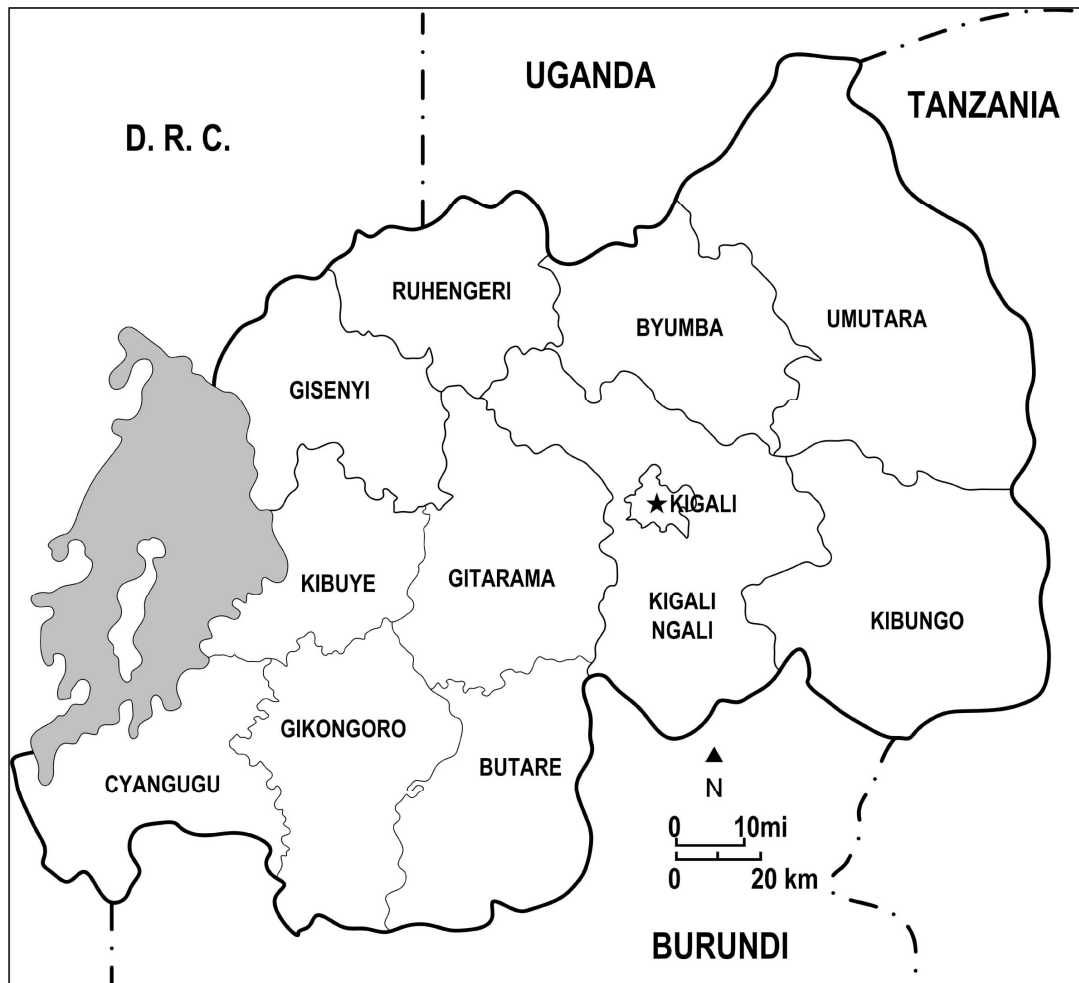 UGANDA
TANZANIA
D. R. C.
RUHENGERI
BYUMBA
UMUTARA
GISENYI
KIGALI
KIBUYE
GITARAMA
KIGALI
NGALI
KIBUNGO
GIKONGORO
BUTARE
CYANGUGU
N
0 10mi
0 20 km
BURUNDI